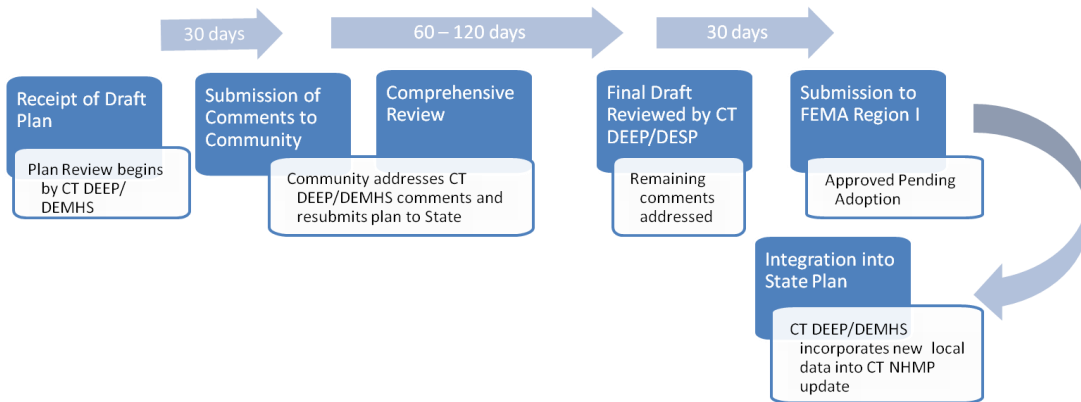 30 days
60 – 120 days
30 days
Receipt of Draft
Plan
Plan Review begins
by CT DEEP/
DEMHS
Submission of
Comments to
Community
Comprehensive
Review
Community addresses CT
DEEP/DEMHS comments and
resubmits plan to State
Final Draft
Reviewed by CT
DEEP/DESP
Remaining
comments
addressed
Submission to
FEMA Region I
Approved Pending
Adoption
Integration into
State Plan
CT DEEP/DEMHS
incorporates new local
data into CT NHMP
update